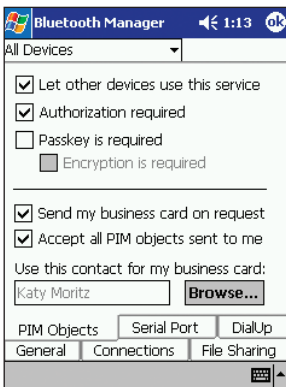 Bluetooth Manager 1:13 ok
All Devices
Let other devices use this service
Authorization required
Passkey is required
Encryption is required
Send my business card on request
Accept all PIM objects sent to me
Use this contact for my business card:
Katy Moritz Browse...
PIM Objects Serial Port DialUp
General Connections File Sharing